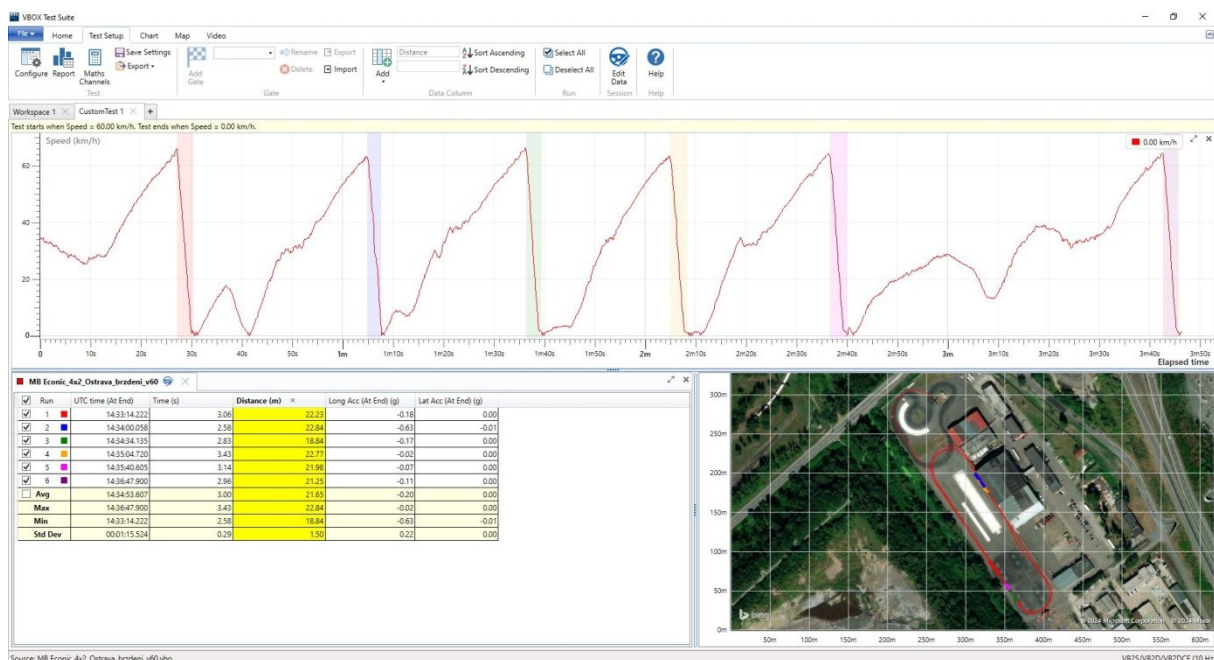 VBOX Test Suite
File Home Test Setup Chart Map Video
Configure Report Maths Channels Save Settings Export Test
Add Gate Rename Export Delete Import Gate
Add Distance Sort Ascending Sort Descending Data Column
Select All Deselect All Run
Edit Data Session
Help Help
Workspace 1 CustomTest 1 +
Test starts when Speed = 60.00 km/h. Test ends when Speed = 0.00 km/h.
Speed (km/h)
0.00 km/h
60
40
20
0
0 10s 20s 30s 40s 50s 1m 1m10s 1m20s 1m30s 1m40s 1m50s 2m 2m10s 2m20s 2m30s 2m40s 2m50s 3m 3m10s 3m20s 3m30s 3m40s 3m50s
Elapsed time
MB Econic_4x2_Ostrava_brzdeni_v60
Run UTC time (At End) Time (s) Distance (m) Long Acc (At End) (g) Lat Acc (At End) (g)
1 14:33:14.222 3.06 22.23 -0.18 0.00
2 14:34:00.058 2.58 22.84 -0.63 -0.01
3 14:34:34.135 2.83 18.84 -0.17 0.00
4 14:35:04.720 3.43 22.77 -0.02 0.00
5 14:35:40.605 3.14 21.98 -0.07 0.00
6 14:36:47.900 2.96 21.25 -0.11 0.00
Avg 14:34:53.607 3.00 21.65 -0.20 0.00
Max 14:36:47.900 3.43 22.84 -0.02 0.00
Min 14:33:14.222 2.58 18.84 -0.63 -0.01
Std Dev 00:01:15.524 0.29 1.50 0.22 0.00
300m
250m
200m
150m
100m
50m
0m
bing
© 2024 Microsoft Corporation © 2024 Maxar
50m 100m 150m 200m 250m 300m 350m 400m 450m 500m 550m 600m
Source: MB Econic_4x2_Ostrava_brzdeni_v60.vbo
VB2S/VB2D/VB2DCF (10 Hz